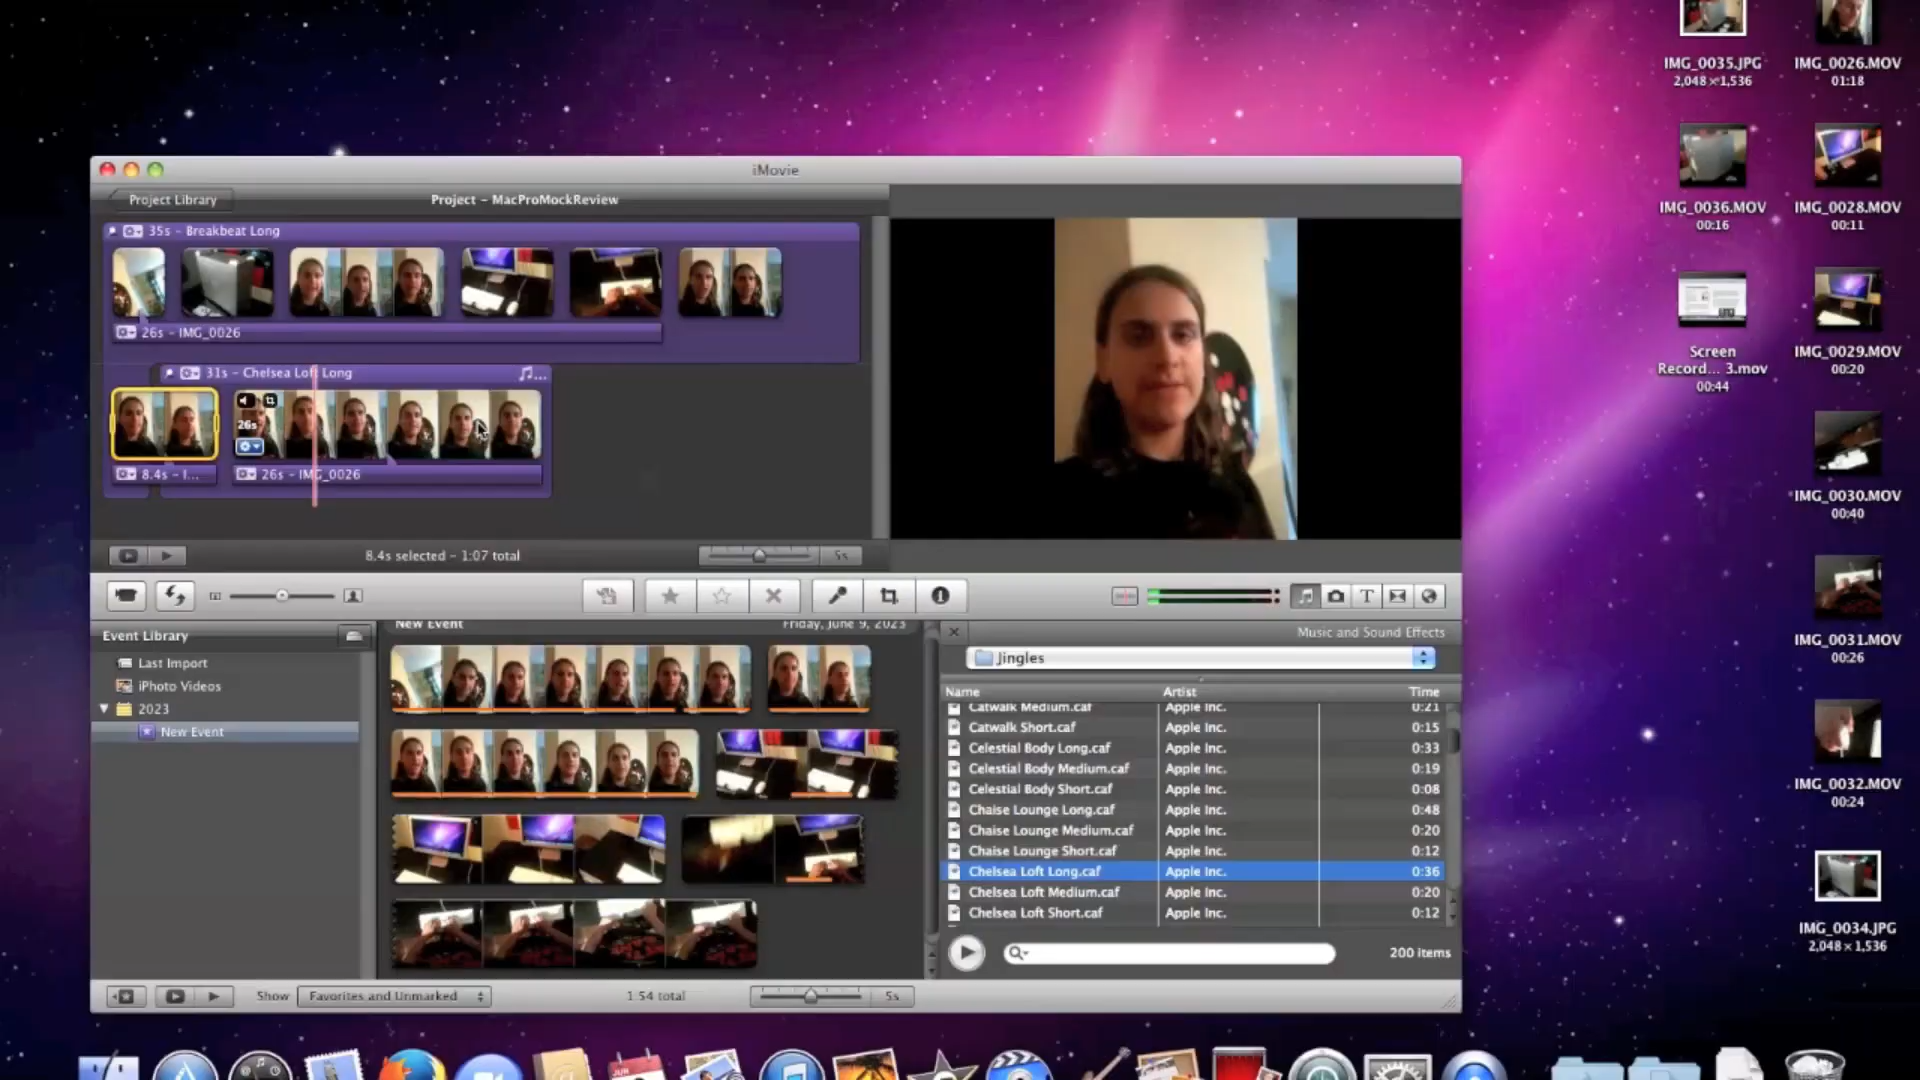 iMovie
Project Library
Project - MacProMockReview
35s - Breakbeat Long
26s - IMG_0026
31s - Chelsea Loft Long
26s
8.4s - I...
26s - IMG_0026
8.4s selected - 1:07 total
5s
Event Library
Last Import
iPhoto Videos
2023
New Event
New Event
Friday, June 9, 2023
Music and Sound Effects
Jingles
Name Artist Time
Catwalk Medium.caf Apple Inc. 0:21
Catwalk Short.caf Apple Inc. 0:15
Celestial Body Long.caf Apple Inc. 0:33
Celestial Body Medium.caf Apple Inc. 0:19
Celestial Body Short.caf Apple Inc. 0:08
Chaise Lounge Long.caf Apple Inc. 0:48
Chaise Lounge Medium.caf Apple Inc. 0:20
Chaise Lounge Short.caf Apple Inc. 0:12
Chelsea Loft Long.caf Apple Inc. 0:36
Chelsea Loft Medium.caf Apple Inc. 0:20
Chelsea Loft Short.caf Apple Inc. 0:12
200 items
Show Favorites and Unmarked
1:54 total
5s
IMG_0035.JPG
2,048 × 1,536
IMG_0026.MOV
01:18
IMG_0036.MOV
00:16
IMG_0028.MOV
00:11
Screen
Record... 3.mov
00:44
IMG_0029.MOV
00:20
IMG_0030.MOV
00:40
IMG_0031.MOV
00:26
IMG_0032.MOV
00:24
IMG_0034.JPG
2,048 × 1,536
JUN